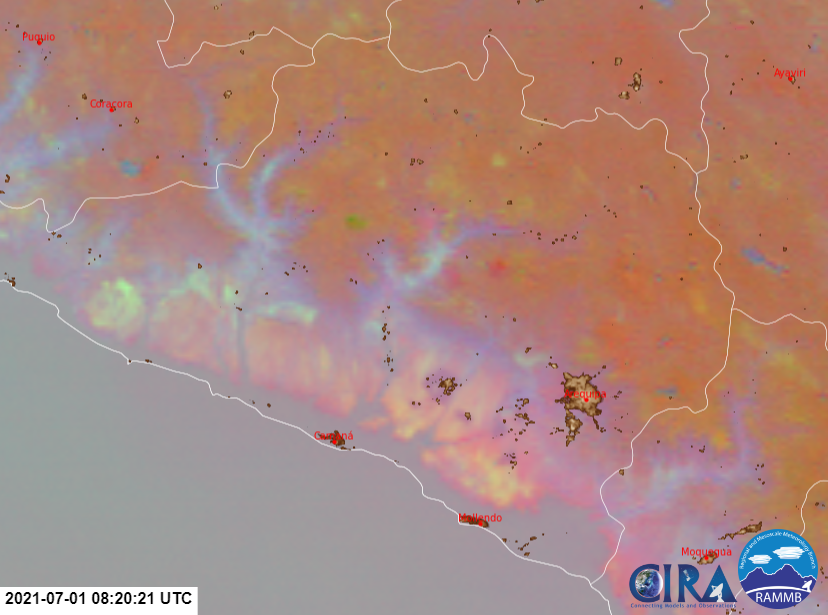 Puquio
Ayaviri
Coracora
Arequipa
Camaná
Mollendo
Moquegua
CIRA
Connecting Models and Observations
Regional and Mesoscale Meteorology Branch
RAMMB
2021-07-01 08:20:21 UTC